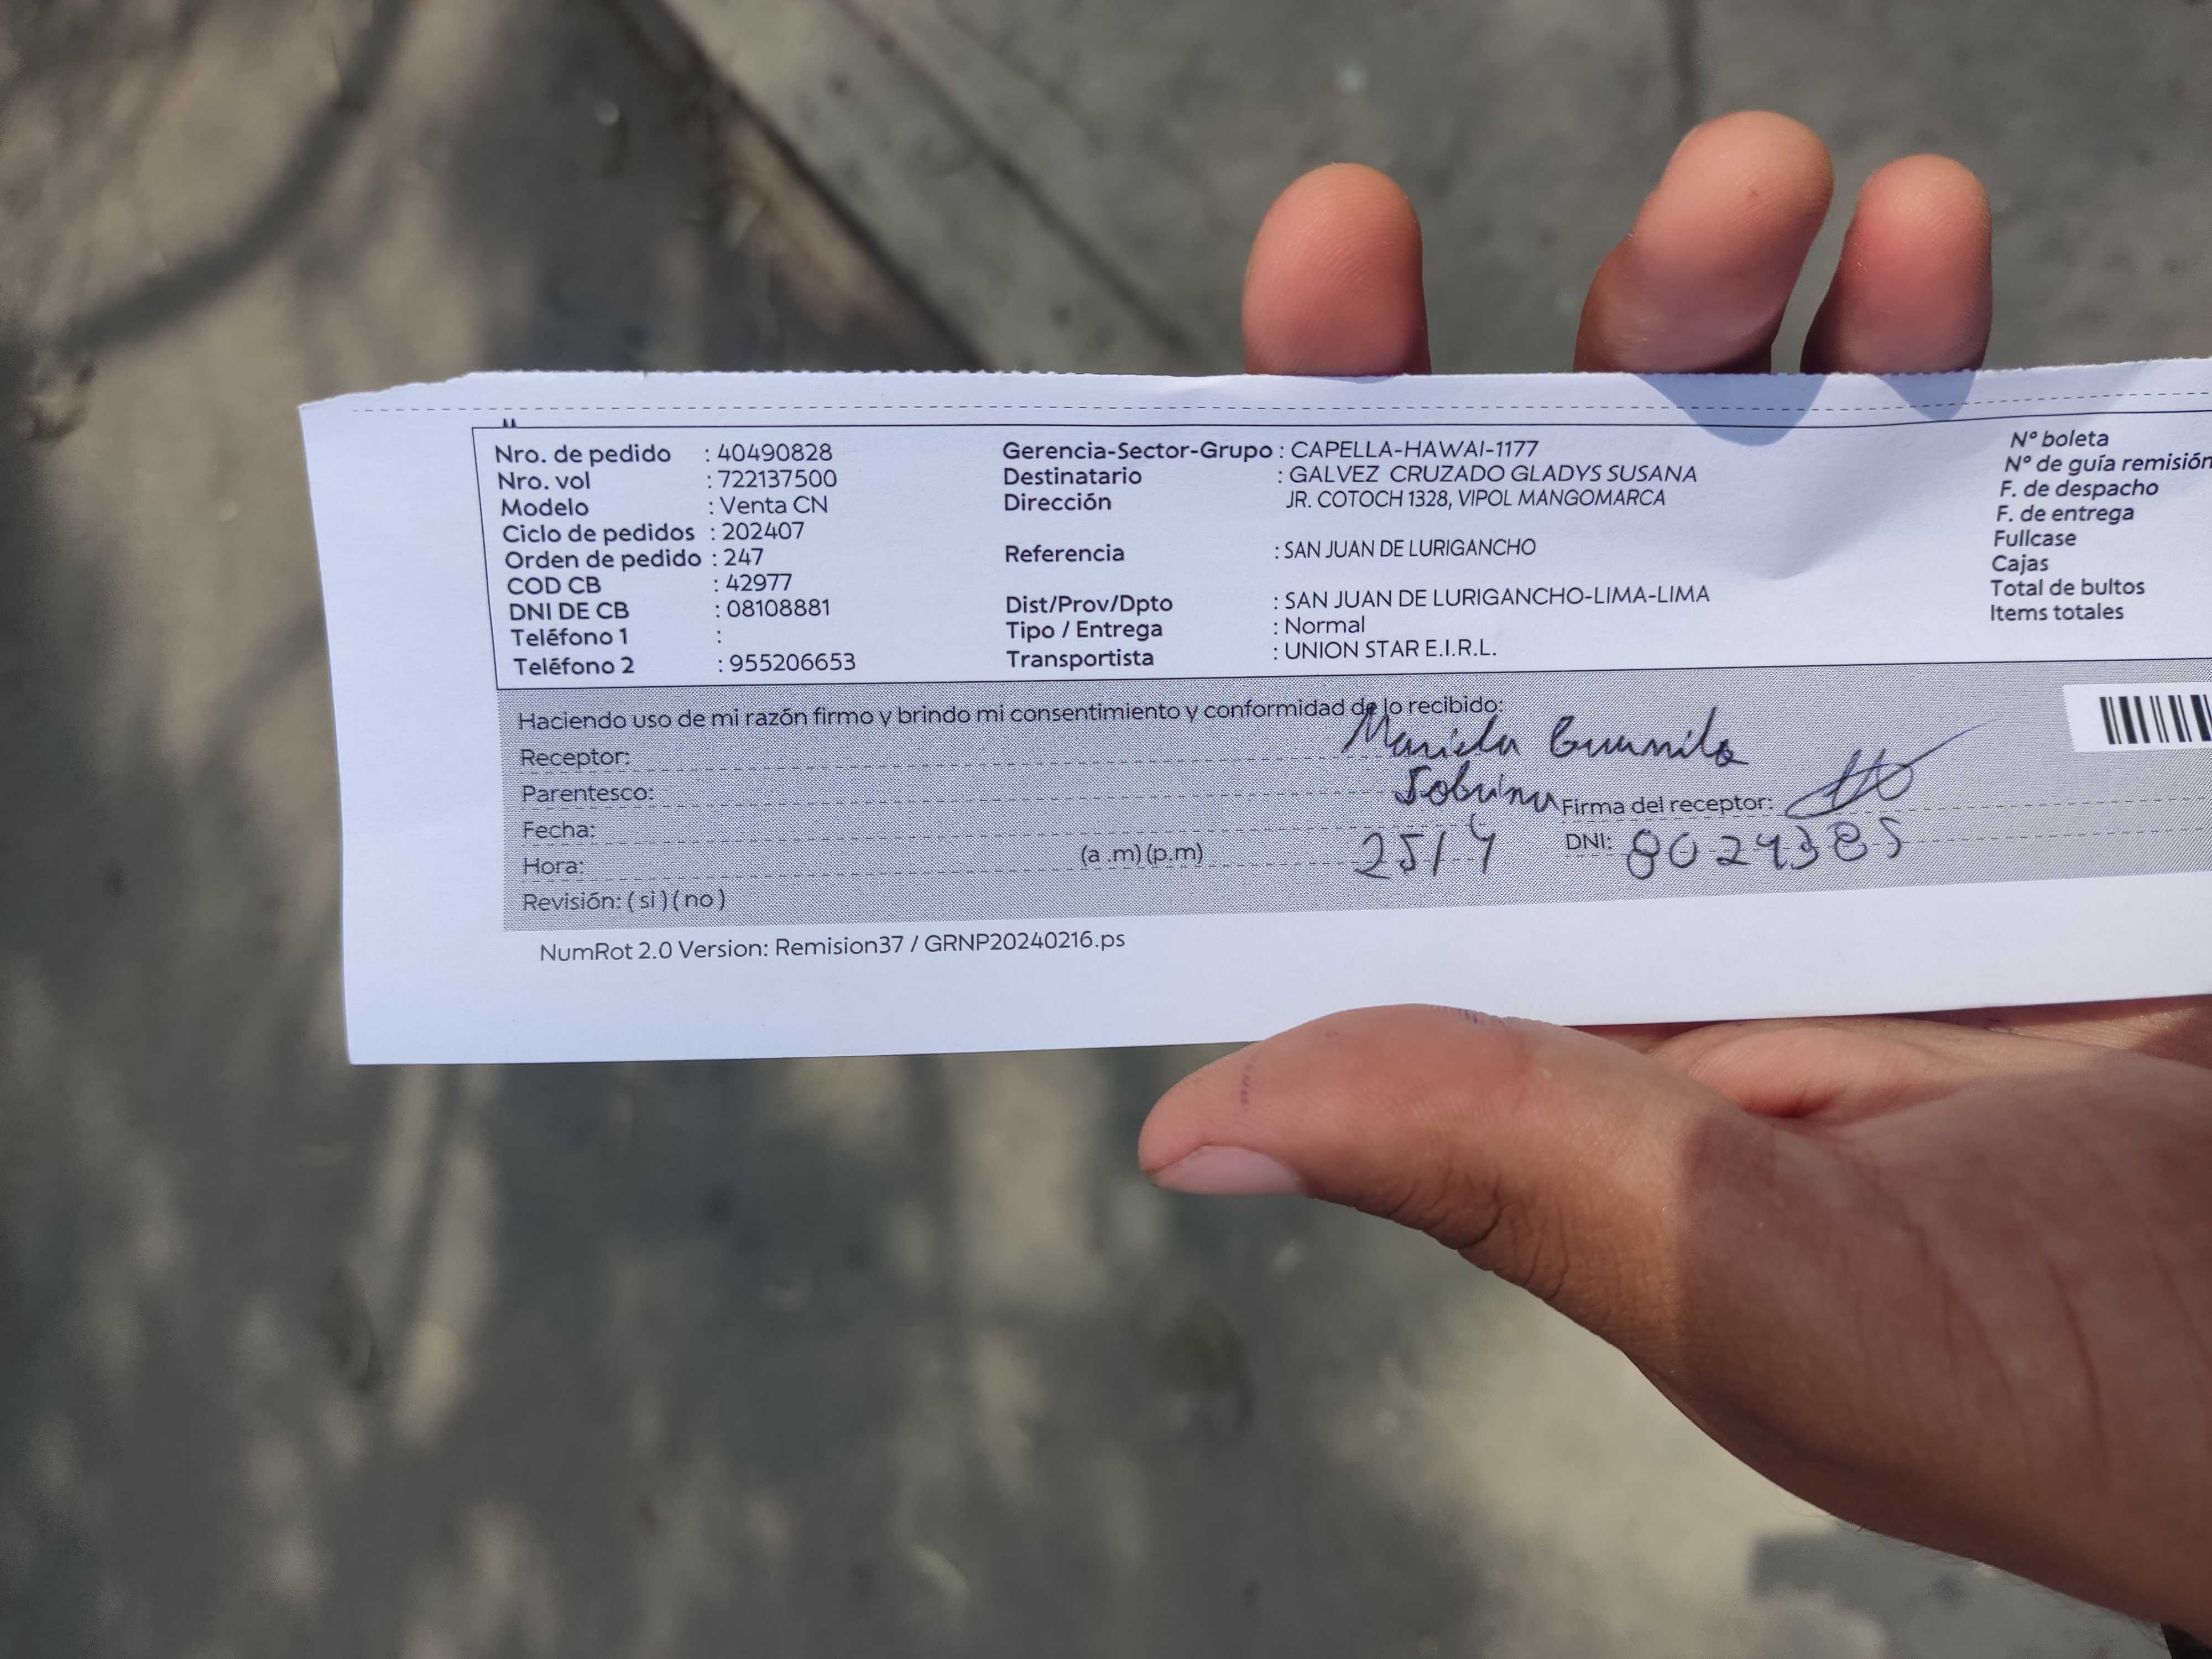 Nro. de pedido : 40490828 Gerencia-Sector-Grupo : CAPELLA-HAWAI-1177 N° boleta
Nro. vol : 722137500 Destinatario : GALVEZ CRUZADO GLADYS SUSANA N° de guía remisión
Modelo : Venta CN Dirección JR. COTOCH 1328, VIPOL MANGOMARCA F. de despacho
Ciclo de pedidos : 202407 F. de entrega
Orden de pedido : 247 Referencia : SAN JUAN DE LURIGANCHO Fullcase
COD CB : 42977 Cajas
DNI DE CB : 08108881 Dist/Prov/Dpto : SAN JUAN DE LURIGANCHO-LIMA-LIMA Total de bultos
Teléfono 1 : Tipo / Entrega : Normal Items totales
Teléfono 2 : 955206653 Transportista : UNION STAR E.I.R.L.
Haciendo uso de mi razón firmo y brindo mi consentimiento y conformidad de lo recibido:
Receptor: Mariela
Parentesco: Sobrina Firma del receptor:
Fecha: 25/4 DNI: 80244385
Hora: (a .m) (p.m)
Revisión: ( si ) ( no )
NumRot 2.0 Version: Remision37 / GRNP20240216.ps